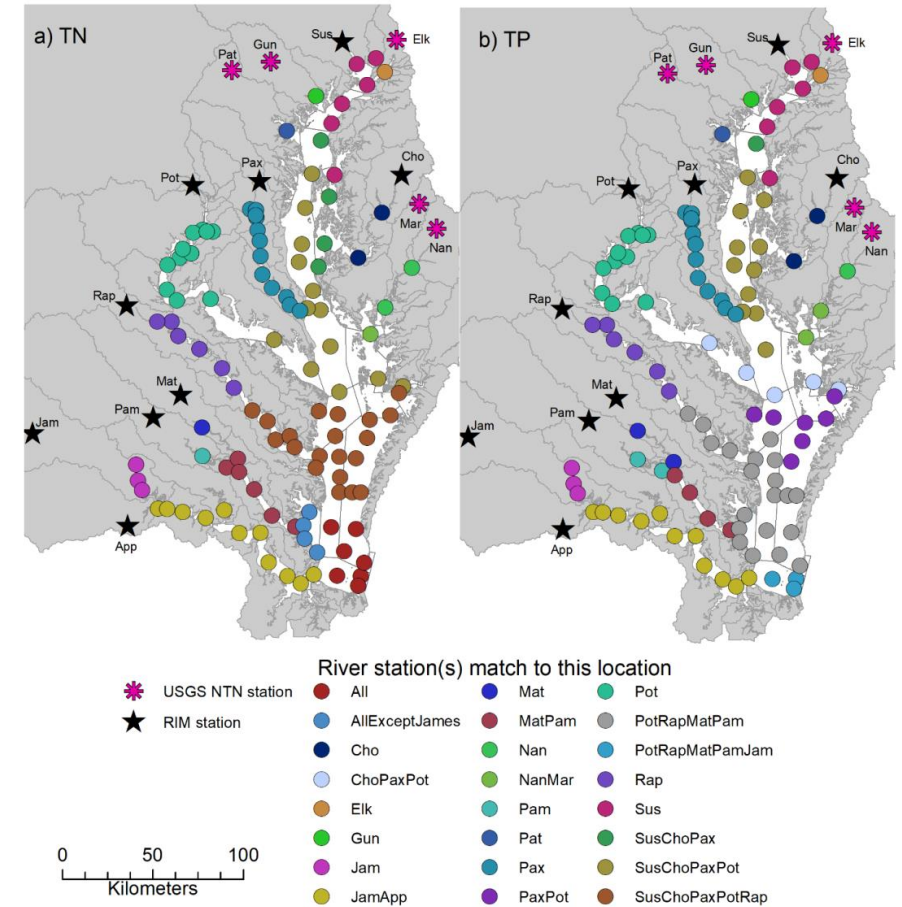 a) TN
Sus
Elk
Gun
Pat
Pot
Pax
Cho
Mar
Nan
Rap
Mat
Pam
Jam
App
b) TP
Sus
Elk
Gun
Pat
Pot
Pax
Cho
Mar
Nan
Rap
Mat
Pam
Jam
App
River station(s) match to this location
USGS NTN station
RIM station
All
AllExceptJames
Cho
ChoPaxPot
Elk
Gun
Jam
JamApp
Mat
MatPam
Nan
NanMar
Pam
Pat
Pax
PaxPot
Pot
PotRapMatPam
PotRapMatPamJam
Rap
Sus
SusChoPax
SusChoPaxPot
SusChoPaxPotRap
0 50 100
Kilometers